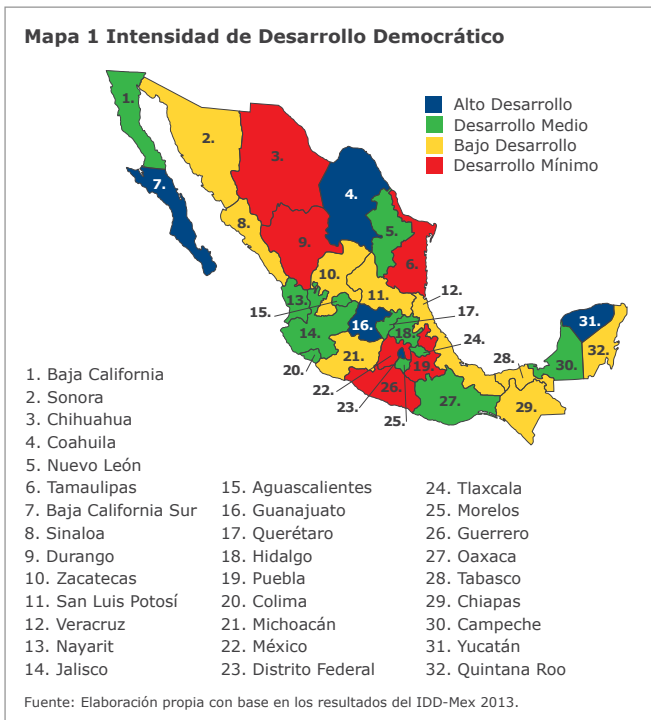 Mapa 1 Intensidad de Desarrollo Democrático
Alto Desarrollo
Desarrollo Medio
Bajo Desarrollo
Desarrollo Mínimo
1.
2.
3.
4.
5.
6.
7.
8.
9.
10.
11.
12.
13.
14.
15.
16.
17.
18.
19.
20.
21.
22.
23.
24.
25.
26.
27.
28.
29.
30.
31.
32.
1. Baja California
2. Sonora
3. Chihuahua
4. Coahuila
5. Nuevo León
6. Tamaulipas
7. Baja California Sur
8. Sinaloa
9. Durango
10. Zacatecas
11. San Luis Potosí
12. Veracruz
13. Nayarit
14. Jalisco
15. Aguascalientes
16. Guanajuato
17. Querétaro
18. Hidalgo
19. Puebla
20. Colima
21. Michoacán
22. México
23. Distrito Federal
24. Tlaxcala
25. Morelos
26. Guerrero
27. Oaxaca
28. Tabasco
29. Chiapas
30. Campeche
31. Yucatán
32. Quintana Roo
Fuente: Elaboración propia con base en los resultados del IDD-Mex 2013.